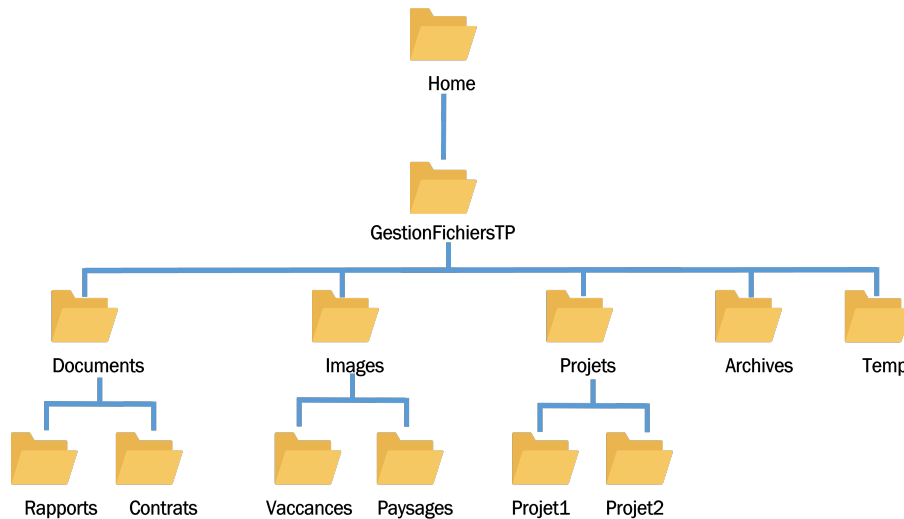 Home
GestionFichiersTP
Documents
Images
Projets
Archives
Temp
Rapports
Contrats
Vaccances
Paysages
Projet1
Projet2